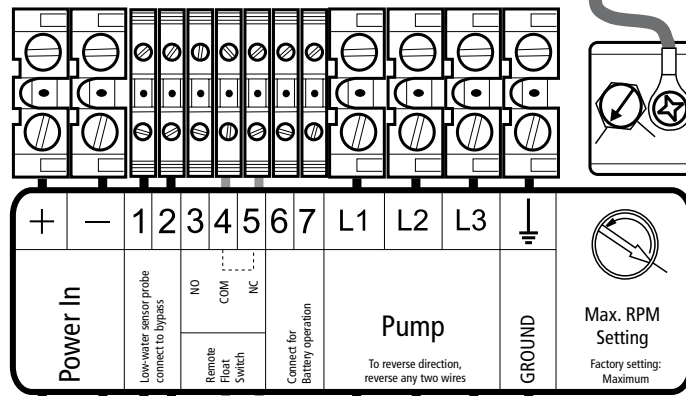 + − 1 2 3 4 5 6 7 L1 L2 L3
Power In
Low-water sensor probe
connect to bypass
NO
COM
NC
Remote
Float
Switch
Connect for
Battery operation
Pump
To reverse direction,
reverse any two wires
GROUND
Max. RPM
Setting
Factory setting:
Maximum